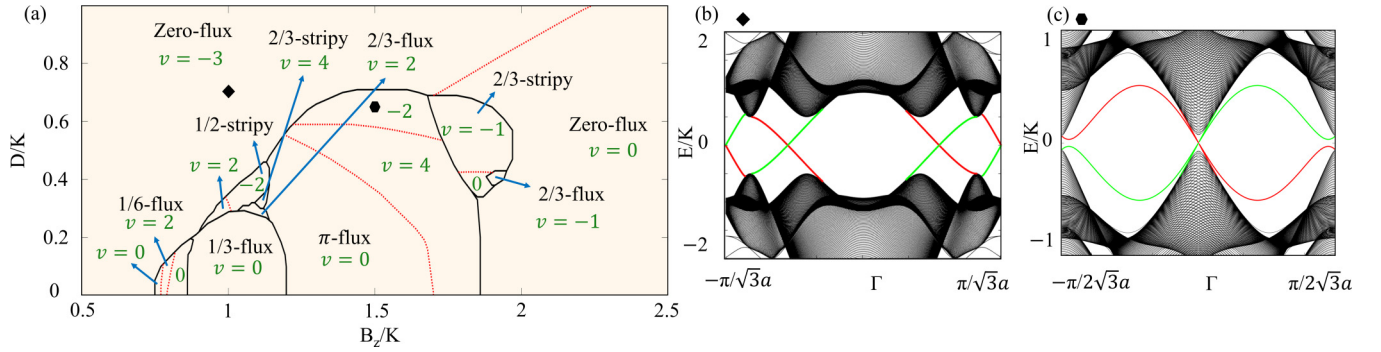 (a)
Zero-flux
v = −3
2/3-stripy
v = 4
2/3-flux
v = 2
2/3-stripy
−2
v = −1
Zero-flux
v = 0
1/2-stripy
v = 2
−2
v = 4
0
2/3-flux
v = −1
1/6-flux
v = 2
v = 0
0
1/3-flux
v = 0
π-flux
v = 0
D/K
0.8
0.6
0.4
0.2
0
0.5
1
1.5
2
2.5
B_z/K
(b)
E/K
2
0
−2
−π/√3a
Γ
π/√3a
(c)
E/K
1
0
−1
−π/2√3a
Γ
π/2√3a